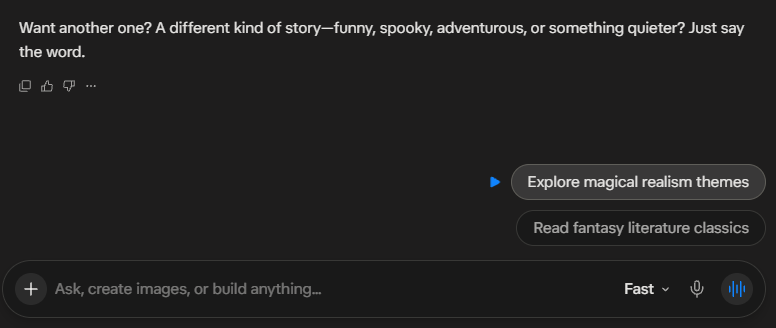 Want another one? A different kind of story—funny, spooky, adventurous, or something quieter? Just say
the word.
Explore magical realism themes
Read fantasy literature classics
Ask, create images, or build anything...
Fast